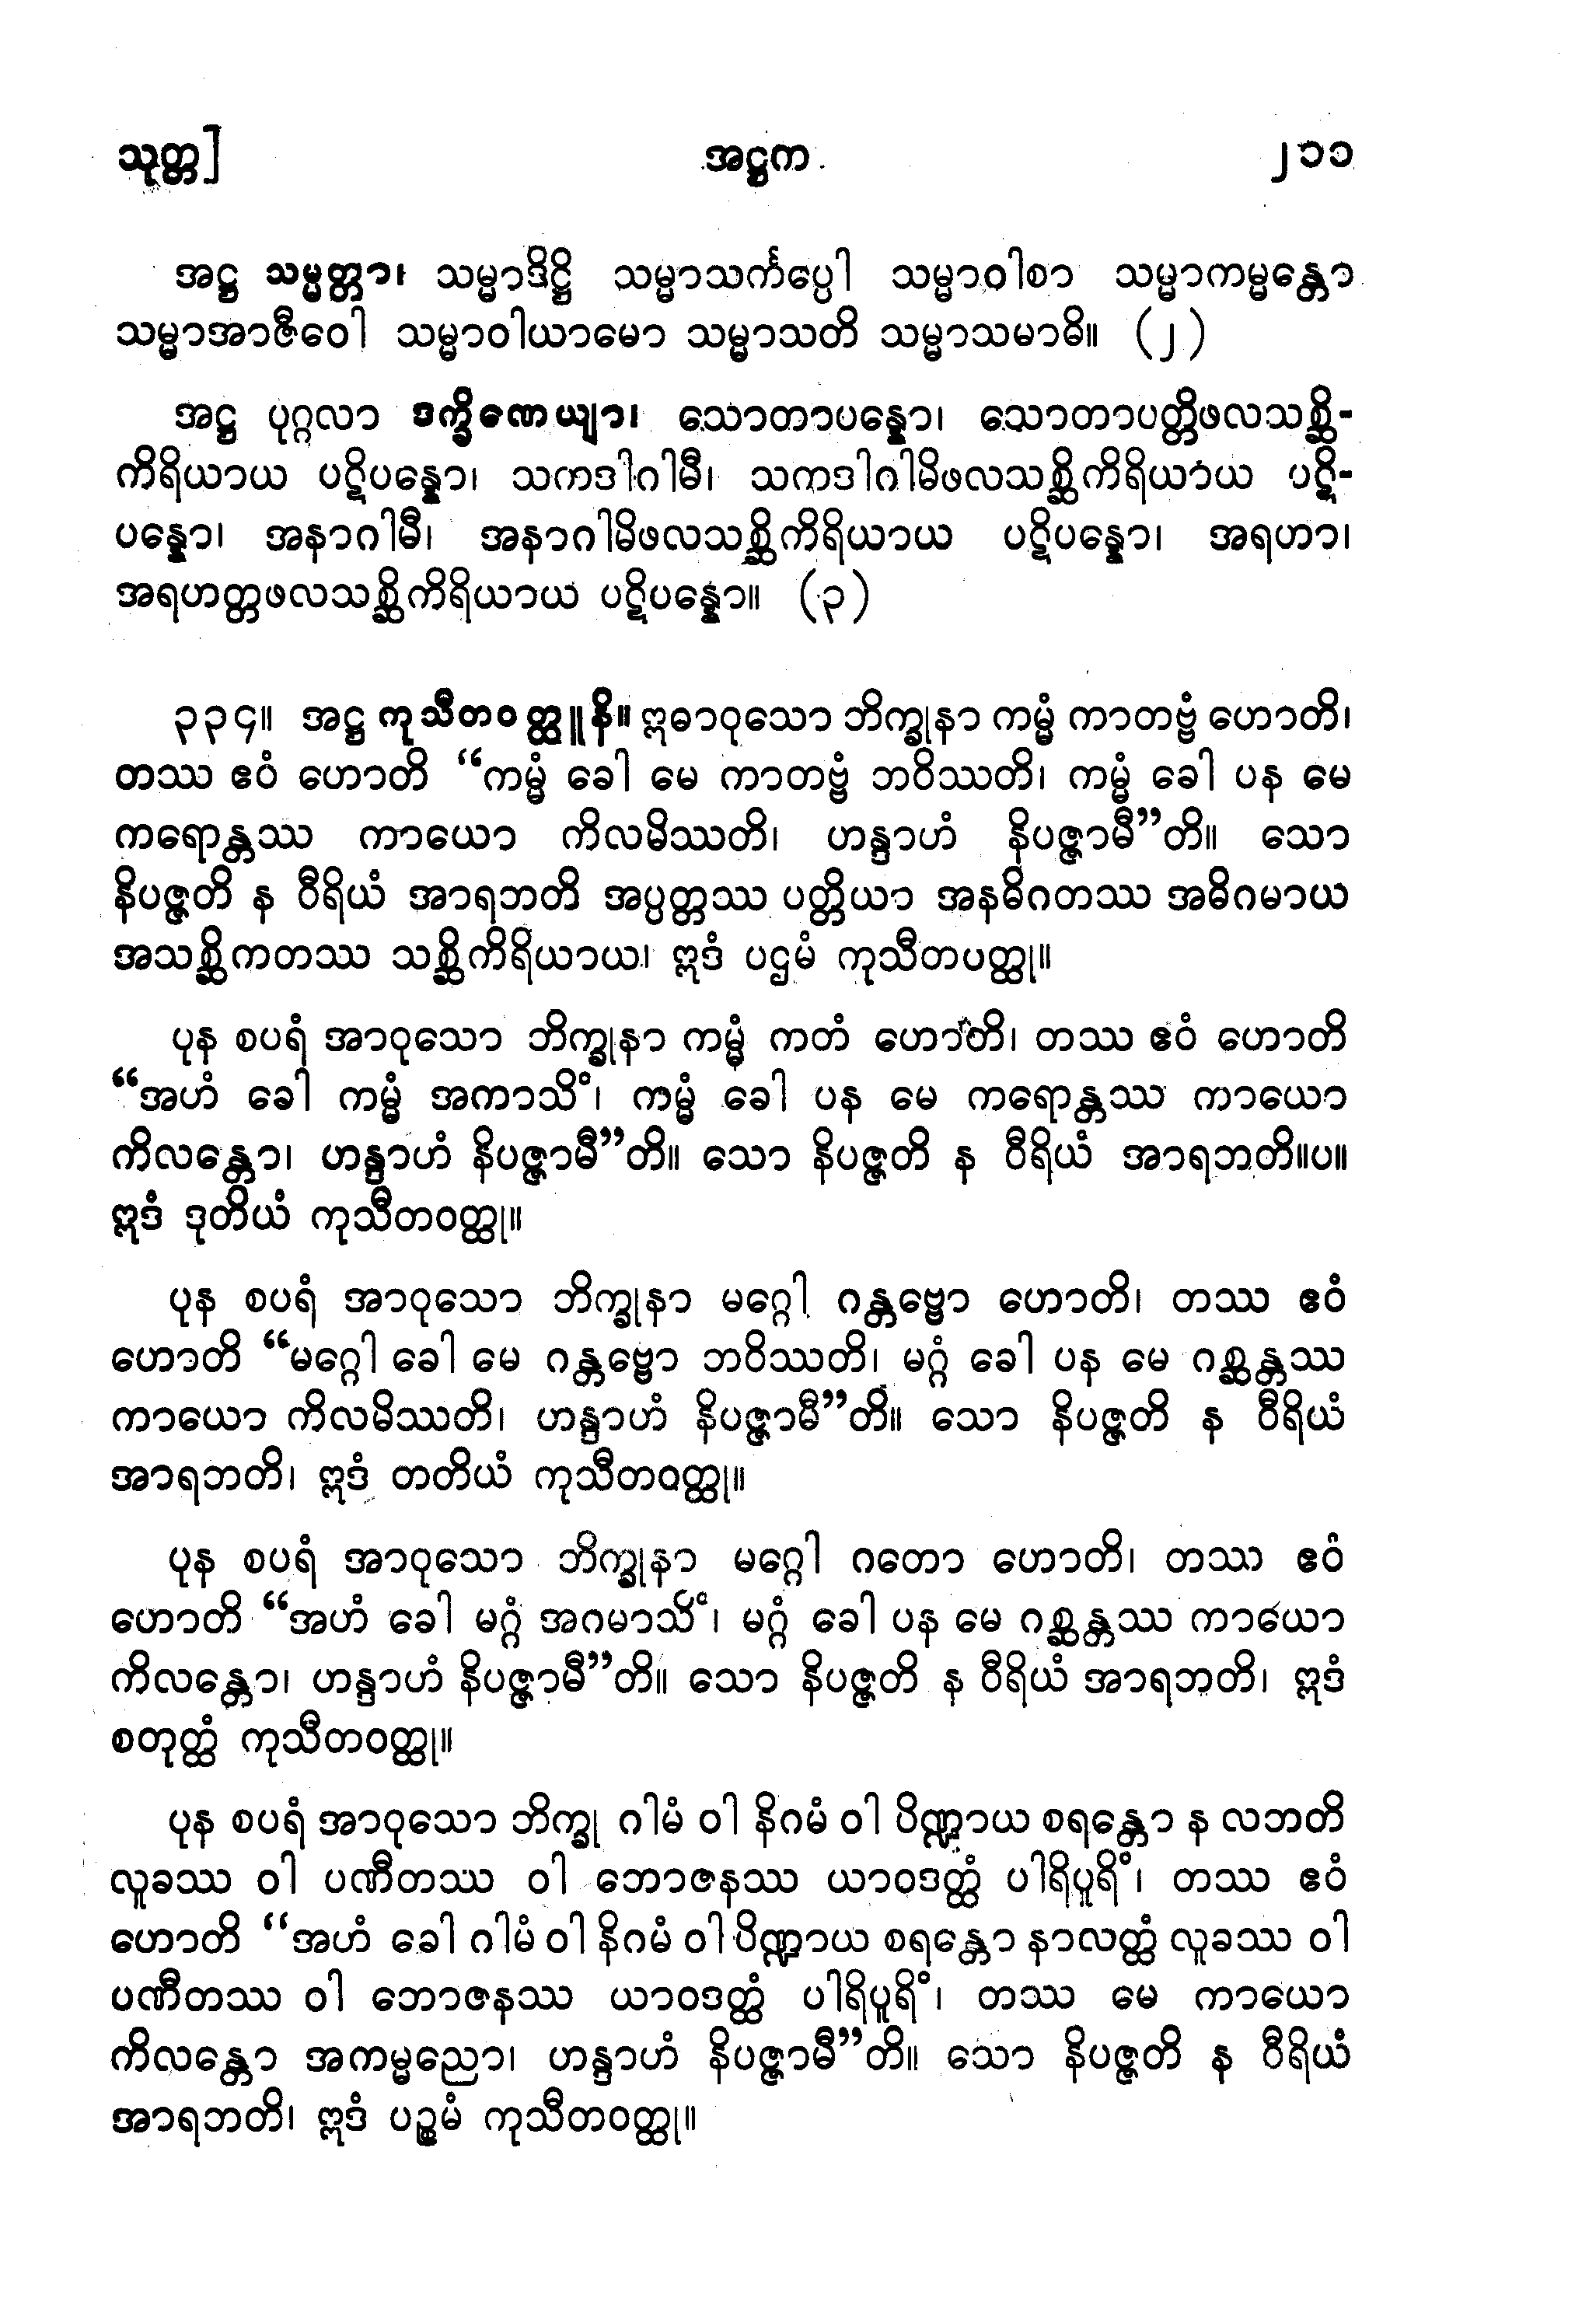 သုတ္တ] အဋ္ဌက ၂၁၁
အဋ္ဌ သမ္မတ္တာ၊ သမ္မာဒိဋ္ဌိ သမ္မာသင်္ကပ္ပေါ သမ္မာဝါစာ သမ္မာကမ္မန္တော
သမ္မာအာဇီဝေါ သမ္မာဝါယာမော သမ္မာသတိ သမ္မာသမာဓိ။ (၂)
အဋ္ဌ ပုဂ္ဂလာ ဒက္ခိဏေယျာ၊ သောတာပန္နော၊ သောတာပတ္တိဖလသစ္ဆိ-
ကိရိယာယ ပဋိပန္နော၊ သကဒါဂါမီ၊ သကဒါဂါမိဖလသစ္ဆိကိရိယာယ ပဋိ-
ပန္နော၊ အနာဂါမီ၊ အနာဂါမိဖလသစ္ဆိကိရိယာယ ပဋိပန္နော၊ အရဟာ၊
အရဟတ္တဖလသစ္ဆိကိရိယာယ ပဋိပန္နော။ (၃)
၃၃၄။ အဋ္ဌ ကုသီတဝတ္ထူနိ။ ဣဓာဝုသော ဘိက္ခုနာ ကမ္မံ ကာတဗ္ဗံ ဟောတိ၊
တဿ ဧဝံ ဟောတိ “ကမ္မံ ခေါ မေ ကာတဗ္ဗံ ဘဝိဿတိ၊ ကမ္မံ ခေါ ပန မေ
ကရောန္တဿ ကာယော ကိလမိဿတိ၊ ဟန္ဒာဟံ နိပဇ္ဇာမီ”တိ။ သော
နိပဇ္ဇတိ န ဝီရိယံ အာရဘတိ အပ္ပတ္တဿ ပတ္တိယာ အနဓိဂတဿ အဓိဂမာယ
အသစ္ဆိကတဿ သစ္ဆိကိရိယာယ၊ ဣဒံ ပဌမံ ကုသီတပတ္ထု။
ပုန စပရံ အာဝုသော ဘိက္ခုနာ ကမ္မံ ကတံ ဟောတိ၊ တဿ ဧဝံ ဟောတိ
“အဟံ ခေါ ကမ္မံ အကာသိံ၊ ကမ္မံ ခေါ ပန မေ ကရောန္တဿ ကာယော
ကိလန္တော၊ ဟန္ဒာဟံ နိပဇ္ဇာမီ”တိ။ သော နိပဇ္ဇတိ န ဝီရိယံ အာရဘတိ။ပ။
ဣဒံ ဒုတိယံ ကုသီတဝတ္ထု။
ပုန စပရံ အာဝုသော ဘိက္ခုနာ မဂ္ဂေါ ဂန္တဗ္ဗော ဟောတိ၊ တဿ ဧဝံ
ဟောတိ “မဂ္ဂေါ ခေါ မေ ဂန္တဗ္ဗော ဘဝိဿတိ၊ မဂ္ဂံ ခေါ ပန မေ ဂစ္ဆန္တဿ
ကာယော ကိလမိဿတိ၊ ဟန္ဒာဟံ နိပဇ္ဇာမီ”တိ။ သော နိပဇ္ဇတိ န ဝီရိယံ
အာရဘတိ၊ ဣဒံ တတိယံ ကုသီတဝတ္ထု။
ပုန စပရံ အာဝုသော ဘိက္ခုနာ မဂ္ဂေါ ဂတော ဟောတိ၊ တဿ ဧဝံ
ဟောတိ “အဟံ ခေါ မဂ္ဂံ အဂမာသိံ၊ မဂ္ဂံ ခေါ ပန မေ ဂစ္ဆန္တဿ ကာယော
ကိလန္တော၊ ဟန္ဒာဟံ နိပဇ္ဇာမီ”တိ။ သော နိပဇ္ဇတိ န ဝီရိယံ အာရဘတိ၊ ဣဒံ
စတုတ္ထံ ကုသီတဝတ္ထု။
ပုန စပရံ အာဝုသော ဘိက္ခု ဂါမံ ဝါ နိဂမံ ဝါ ပိဏ္ဍာယ စရန္တော န လဘတိ
လူခဿ ဝါ ပဏီတဿ ဝါ ဘောဇနဿ ယာဝဒတ္ထံ ပါရိပူရိံ၊ တဿ ဧဝံ
ဟောတိ “အဟံ ခေါ ဂါမံ ဝါ နိဂမံ ဝါ ပိဏ္ဍာယ စရန္တော နာလတ္ထံ လူခဿ ဝါ
ပဏီတဿ ဝါ ဘောဇနဿ ယာဝဒတ္ထံ ပါရိပူရိံ၊ တဿ မေ ကာယော
ကိလန္တော အကမ္မညော၊ ဟန္ဒာဟံ နိပဇ္ဇာမီ”တိ။ သော နိပဇ္ဇတိ န ဝီရိယံ
အာရဘတိ၊ ဣဒံ ပဉ္စမံ ကုသီတဝတ္ထု။